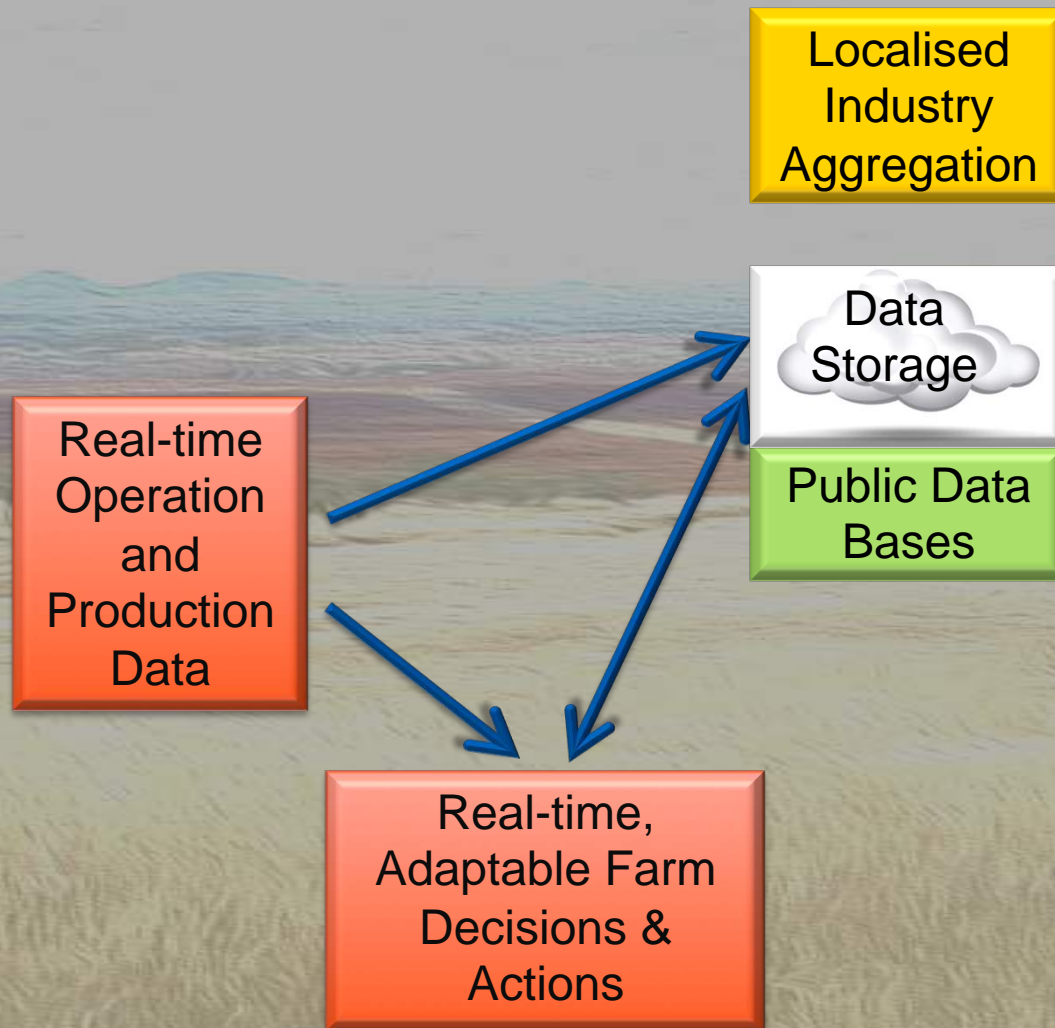 Localised
Industry
Aggregation
Data
Storage
Public Data
Bases
Real-time
Operation
and
Production
Data
Real-time,
Adaptable Farm
Decisions &
Actions